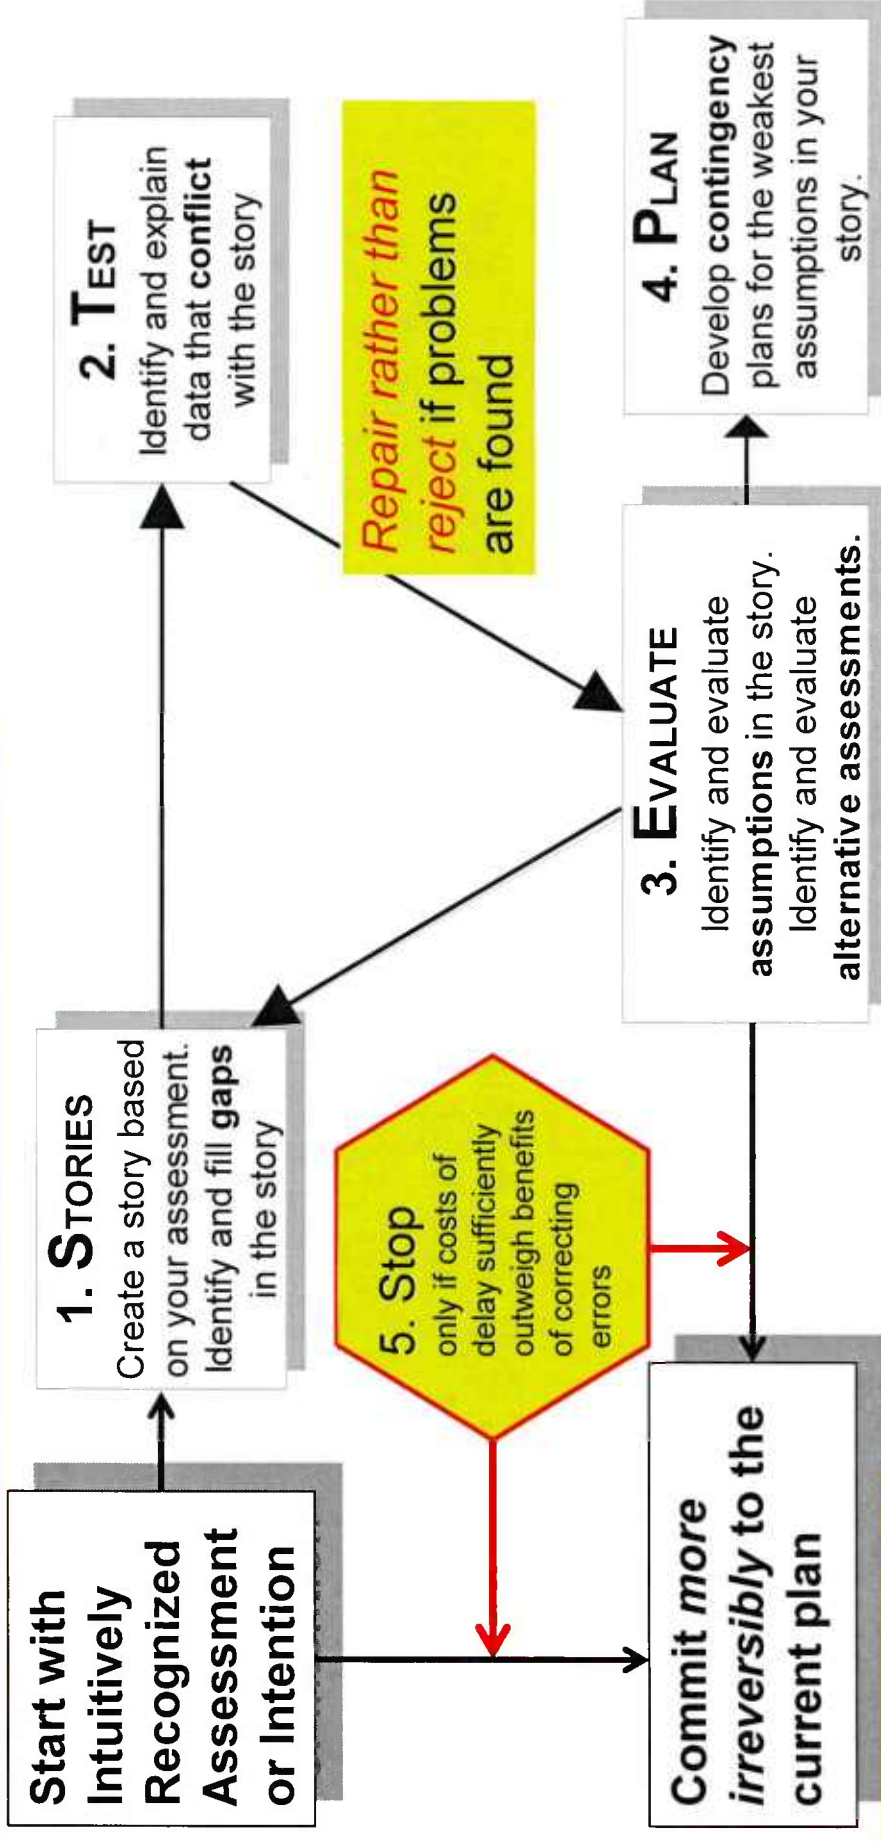 Start with
Intuitively
Recognized
Assessment
or Intention
1. STORIES
Create a story based
on your assessment.
Identify and fill gaps
in the story
2. TEST
Identify and explain
data that conflict
with the story
Repair rather than
reject if problems
are found
3. EVALUATE
Identify and evaluate
assumptions in the story.
Identify and evaluate
alternative assessments.
4. PLAN
Develop contingency
plans for the weakest
assumptions in your
story.
5. Stop
only if costs of
delay sufficiently
outweigh benefits
of correcting
errors
Commit more
irreversibly to the
current plan